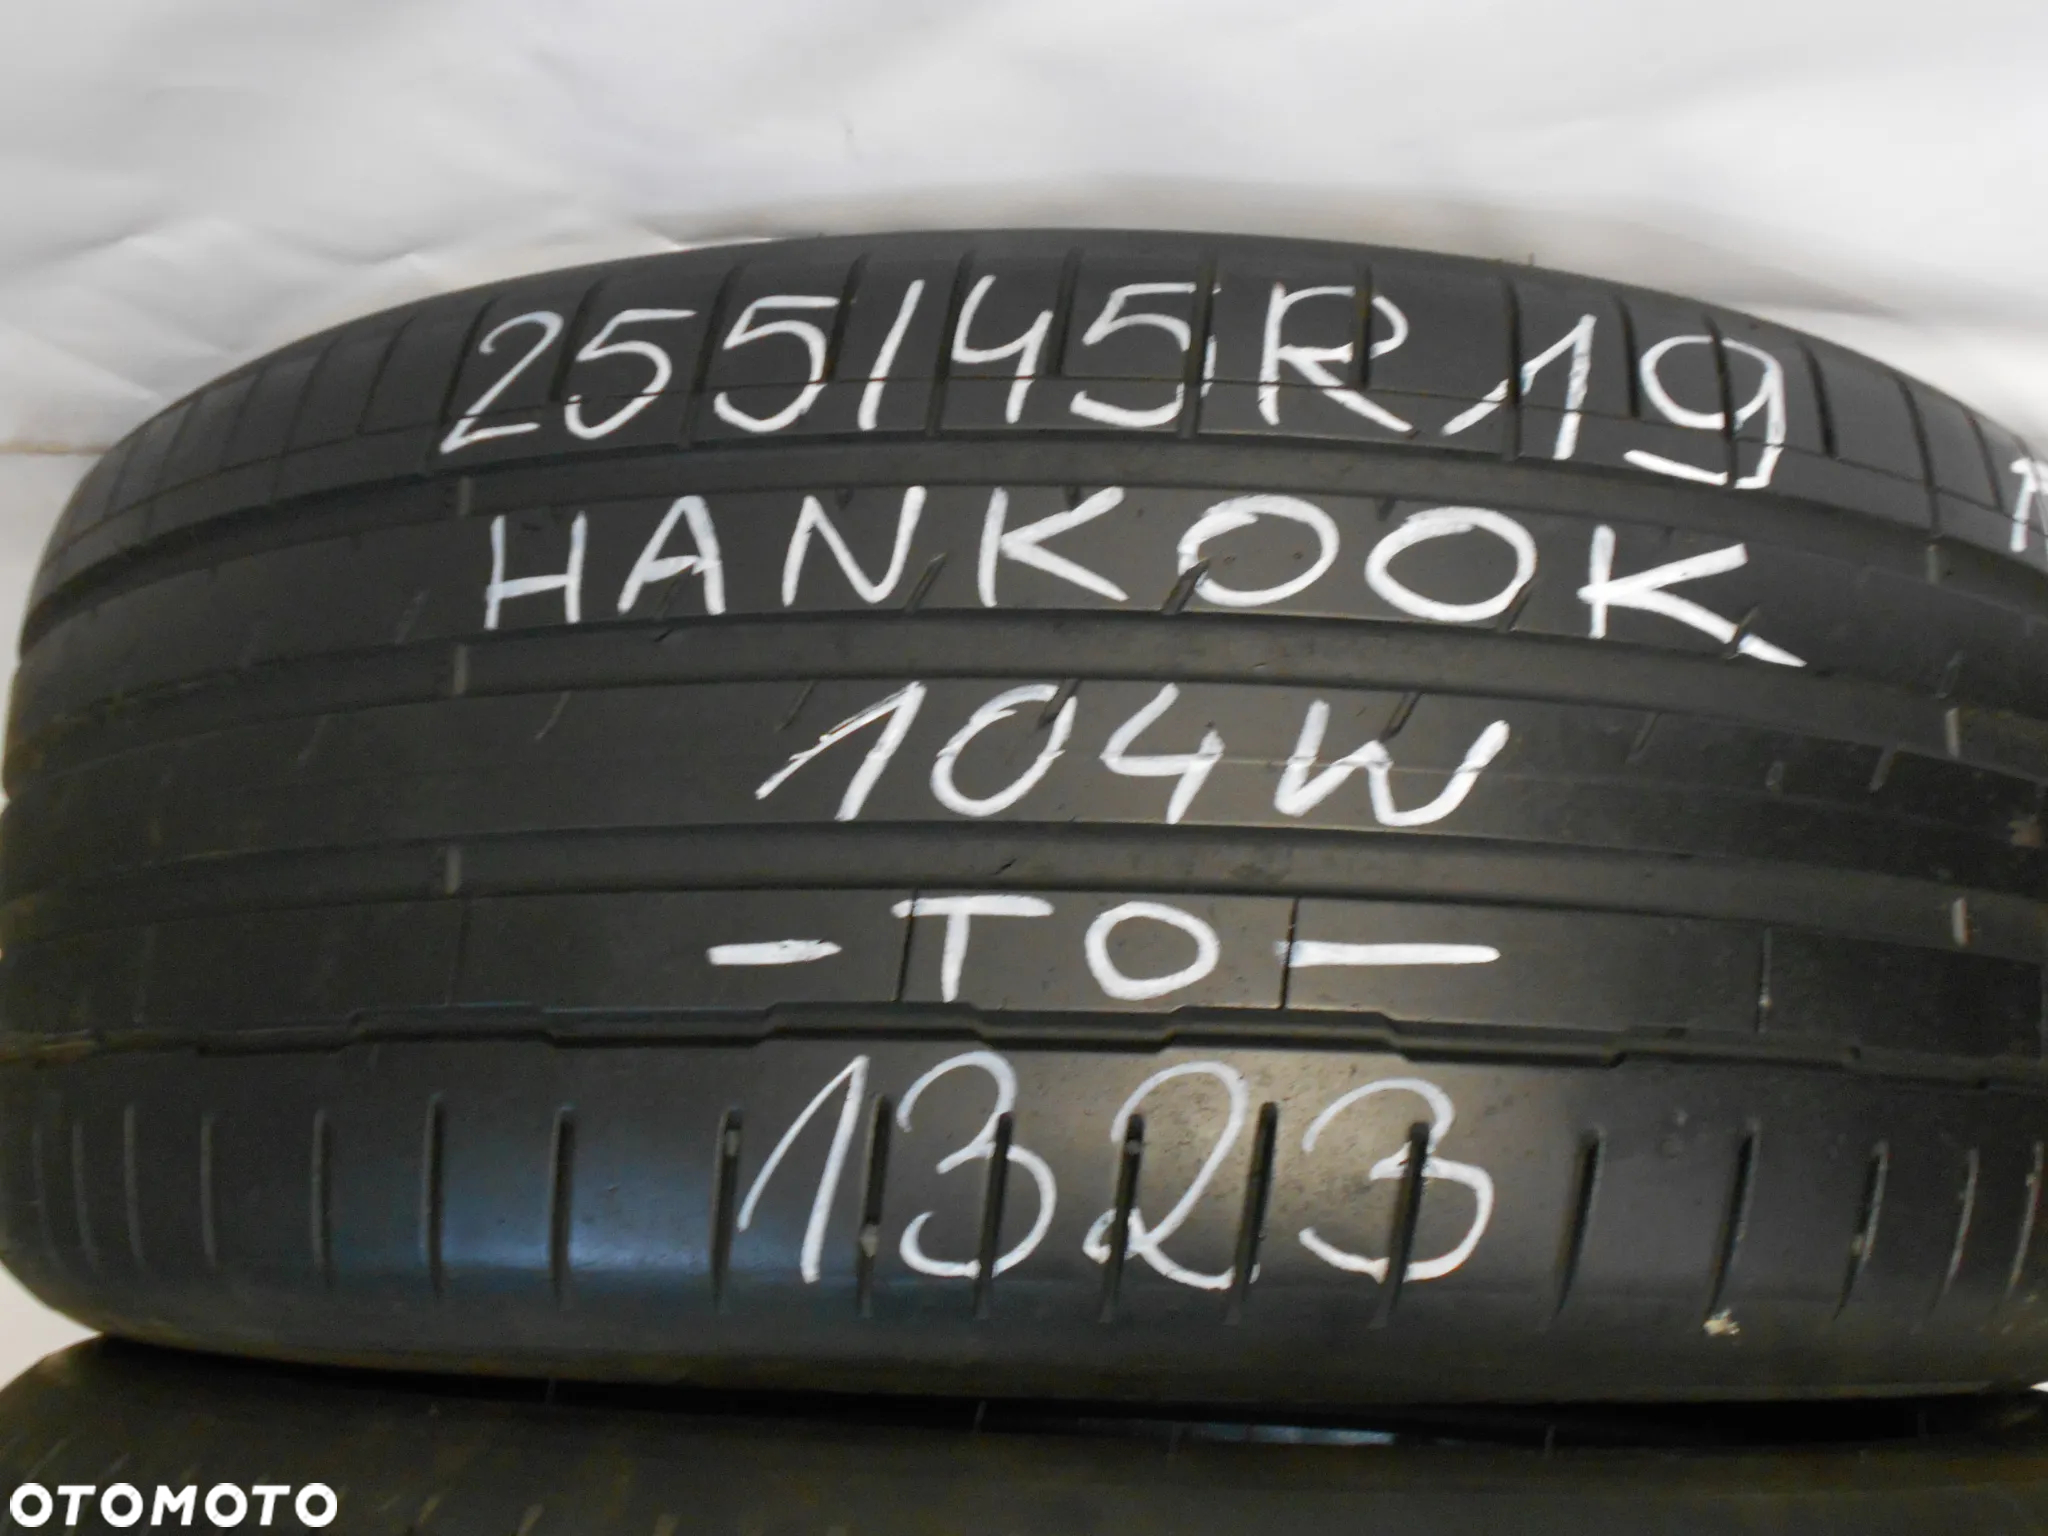 255/45R19
HANKOOK
104W
-TO-
1323
OTOMOTO